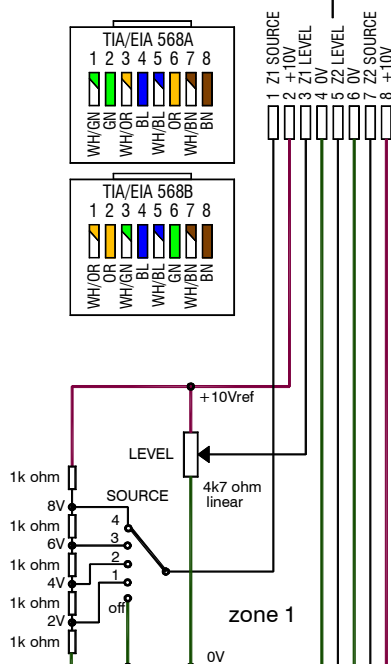 TIA/EIA 568A
1 2 3 4 5 6 7 8
WH/GN GN WH/OR BL WH/BL OR WH/BN BN
TIA/EIA 568B
1 2 3 4 5 6 7 8
WH/OR OR WH/GN BL WH/BL GN WH/BN BN
1 Z1 SOURCE
2 +10V
3 Z1 LEVEL
4 0V
5 Z2 LEVEL
6 0V
7 Z2 SOURCE
8 +10V
+10Vref
LEVEL
4k7 ohm
linear
1k ohm
SOURCE
8V
4
1k ohm
3
6V
1k ohm
2
4V
1
1k ohm
off
2V
zone 1
1k ohm
0V